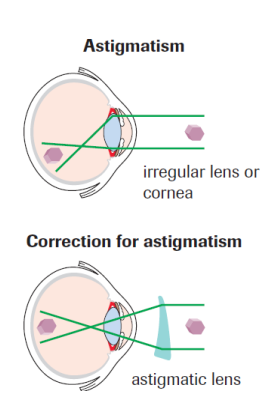 Astigmatism
irregular lens or
cornea
Correction for astigmatism
astigmatic lens